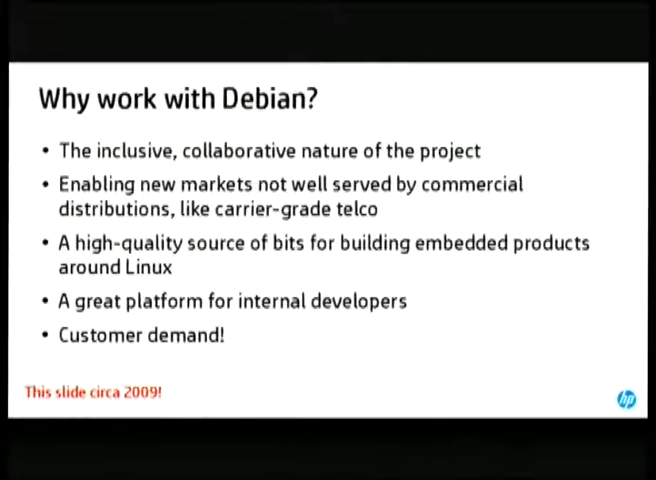 Why work with Debian?
• The inclusive, collaborative nature of the project
• Enabling new markets not well served by commercial
distributions, like carrier-grade telco
• A high-quality source of bits for building embedded products
around Linux
• A great platform for internal developers
• Customer demand!
This slide circa 2009!
hp